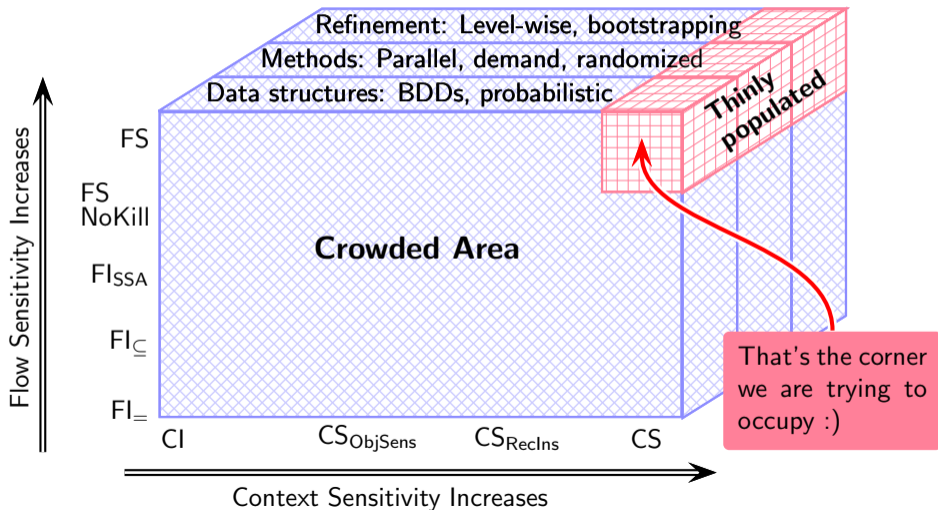 Refinement: Level-wise, bootstrapping
Methods: Parallel, demand, randomized
Data structures: BDDs, probabilistic
Thinly
populated
Flow Sensitivity Increases
FS
FS
NoKill
FI_SSA
FI_⊆
FI_=
Crowded Area
That's the corner
we are trying to
occupy :)
CI CS_ObjSens CS_RecIns CS
Context Sensitivity Increases